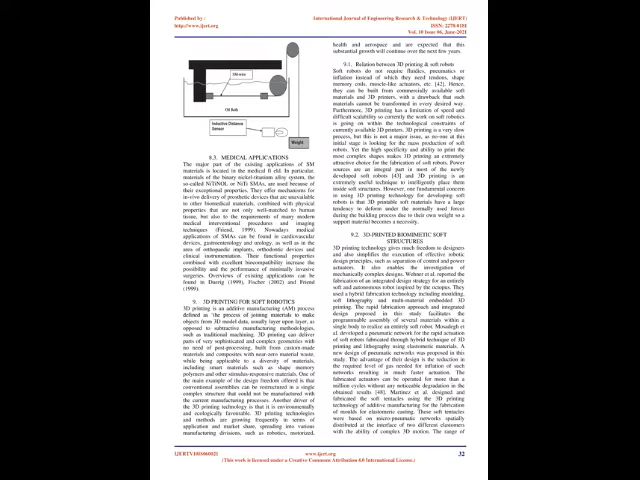 Published by :
http://www.ijert.org
International Journal of Engineering Research & Technology (IJERT)
ISSN: 2278-0181
Vol. 10 Issue 06, June-2021
SM wire
Oil Bath
Inductive Distance
Sensor
Weight
8.3. MEDICAL APPLICATIONS
The major part of the existing applications of SM
materials is located in the medical fi eld. In particular,
materials of the binary nickel-titanium alloy system, the
so-called NiTiNOL or NiTi SMAs, are used because of
their exceptional properties. They offer mechanisms for
in-vivo delivery of prosthetic devices that are unavailable
to other biomedical materials, combined with physical
properties that are not only well-matched to human
tissue, but also to the requirements of many modern
medical interventional procedures and imaging
techniques (Friend, 1999). Nowadays medical
applications of SMAs can be found in cardiovascular
devices, gastroenterology and urology, as well as in the
area of orthopaedic implants, orthodontic devices and
clinical instrumentation. Their functional properties
combined with excellent biocompatibility increase the
possibility and the performance of minimally invasive
surgeries. Overviews of existing applications can be
found in Duerig (1999), Fischer (2002) and Friend
(1999).
9. 3D PRINTING FOR SOFT ROBOTICS
3D printing is an additive manufacturing (AM) process
defined as 'the process of joining materials to make
objects from 3D model data, usually layer upon layer, as
opposed to subtractive manufacturing methodologies,
such as traditional machining. 3D printing can deliver
parts of very sophisticated and complex geometries with
no need of post-processing, built from custom-made
materials and composites with near-zero material waste,
while being applicable to a diversity of materials,
including smart materials such as shape memory
polymers and other stimulus-responsive materials. One of
the main example of the design freedom offered is that
conventional assemblies can be restructured in a single
complex structure that could not be manufactured with
the current manufacturing processes. Another driver of
the 3D printing technology is that it is environmentally
and ecologically favourable. 3D printing technologies
and methods are growing frequently in terms of
application and market share, spreading into various
manufacturing divisions, such as robotics, motorized,
health and aerospace and are expected that this
substantial growth will continue over the next few years.
9.1. Relation between 3D printing & soft robots
Soft robots do not require fluidics, pneumatics or
inflation instead of which they need tendons, shape
memory coils, muscle-like actuators, etc. [42]. Hence,
they can be built from commercially available soft
materials and 3D printers, with a drawback that such
materials cannot be transformed in every desired way.
Furthermore, 3D printing has a limitation of speed and
difficult scalability so currently the work on soft robotics
is going on within the technological constraints of
currently available 3D printers. 3D printing is a very slow
process, but this is not a major issue, as no-one at this
initial stage is looking for the mass production of soft
robots. Yet the high specificity and ability to print the
most complex shapes makes 3D printing an extremely
attractive choice for the fabrication of soft robots. Power
sources are an integral part in most of the newly
developed soft robots [43] and 3D printing is an
extremely useful technique to intelligently place them
inside soft structures. However, one fundamental concern
in using 3D printing technology for developing soft
robots is that 3D printable soft materials have a large
tendency to deform under the normally used forces
during the building process due to their own weight so a
support material becomes a necessity.
9.2. 3D-PRINTED BIOMIMETIC SOFT
STRUCTURES
3D printing technology gives much freedom to designers
and also simplifies the execution of effective robotic
design principles, such as separation of control and power
actuators. It also enables the investigation of
mechanically complex designs. Wehner et al. reported the
fabrication of an integrated design strategy for an entirely
soft and autonomous robot inspired by the octopus. They
used a hybrid fabrication technology including moulding,
soft lithography and multi-material embedded 3D
printing. The rapid fabrication approach and integrated
design proposed in this study facilitates the
programmable assembly of several materials within a
single body to realize an entirely soft robot. Mosadegh et
al. developed a pneumatic network for the rapid actuation
of soft robots fabricated through hybrid technique of 3D
printing and lithography using elastomeric materials. A
new design of pneumatic networks was proposed in this
study. The advantage of their design is the reduction in
the required level of gas needed for inflation of such
networks resulting in much faster actuation. The
fabricated actuators can be operated for more than a
million cycles without any noticeable degradation in the
obtained results [48]. Martinez et al. designed and
fabricated the soft tentacles using the 3D printing
technology of additive manufacturing for the fabrication
of moulds for elastomeric casting. These soft tentacles
were based on micro-pneumatic networks spatially
distributed at the interface of two different elastomers
with the ability of complex 3D motion. The range of
IJERTV10IS060021
www.ijert.org
(This work is licensed under a Creative Commons Attribution 4.0 International License.)
32